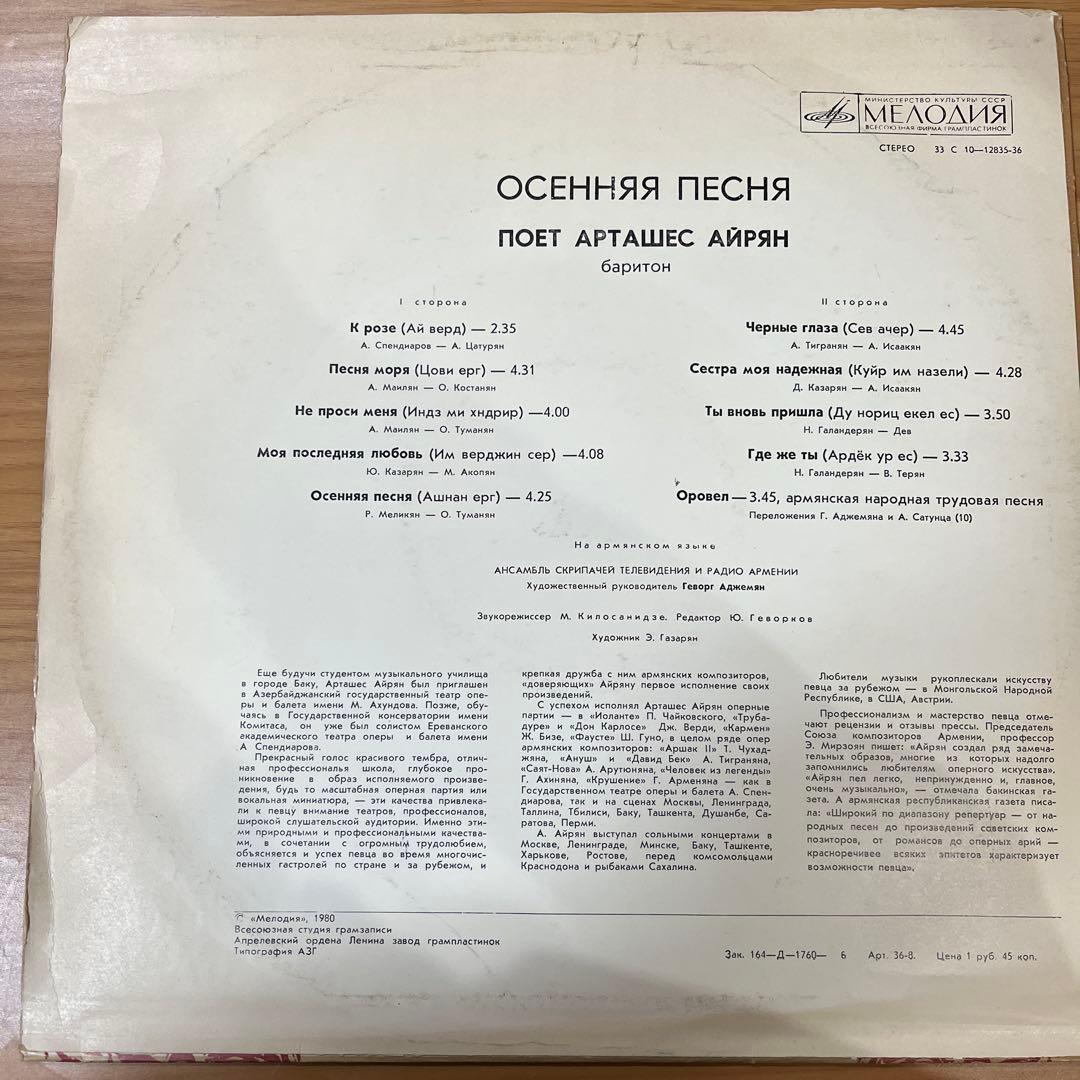 МИНИСТЕРСТВО КУЛЬТУРЫ СССР
МЕЛОДИЯ
ВСЕСОЮЗНАЯ ФИРМА ГРАМПЛАСТИНОК
СТЕРЕО 33 С 10—12835-36
ОСЕННЯЯ ПЕСНЯ
ПОЕТ АРТАШЕС АЙРЯН
баритон
I сторона
К розе (Ай верд) — 2.35
А. Спендиаров — А. Цатурян
Песня моря (Цови ерг) — 4.31
А. Маилян — О. Костанян
Не проси меня (Индз ми хндрир) —4.00
А. Маилян — О. Туманян
Моя последняя любовь (Им верджин сер) —4.08
Ю. Казарян — М. Акопян
Осенняя песня (Ашнан ерг) — 4.25
Р. Меликян — О. Туманян
II сторона
Черные глаза (Сев ачер) — 4.45
А. Тигранян — А. Исаакян
Сестра моя надежная (Куйр им назели) — 4.28
Д. Казарян — А. Исаакян
Ты вновь пришла (Ду нориц екел ес) — 3.50
Н. Галандерян — Дев
Где же ты (Ардёк ур ес) — 3.33
Н. Галандерян — В. Терян
Оровел — 3.45, армянская народная трудовая песня
Переложения Г. Аджемяна и А. Сатунца (10)
На армянском языке
АНСАМБЛЬ СКРИПАЧЕЙ ТЕЛЕВИДЕНИЯ И РАДИО АРМЕНИИ
Художественный руководитель Геворг Аджемян
Звукорежиссер М. Килосанидзе. Редактор Ю. Геворков
Художник Э. Газарян
Еще будучи студентом музыкального училища
в городе Баку, Арташес Айрян был приглашен
в Азербайджанский государственный театр опе-
ры и балета имени М. Ахундова. Позже, обу-
чаясь в Государственной консерватории имени
Комитаса, он уже был солистом Ереванского
академического театра оперы и балета имени
А. Спендиарова.
Прекрасный голос красивого тембра, отлич-
ная профессиональя школа, глубокое про-
никновение в образ исполняемого произве-
дения, будь то масштабная оперная партия или
вокальная миниатюра, — эти качества привлека-
ли к певцу внимание театров, профессионалов,
широкой слушательской аудитории. Именно эти-
ми природными и профессиональными качества-
ми, в сочетании с огромным трудолюбием,
объясняется и успех певца во время многочис-
ленных гастролей по стране и за рубежом, и
крепкая дружба с ним армянских композиторов,
«доверяющих» Айряну первое исполнение своих
произведений.
С успехом исполнял Арташес Айрян оперные
партии — в «Иоланте» П. Чайковского, «Труба-
дуре» и «Дон Карлосе» Дж. Верди, «Кармен»
Ж. Бизе, «Фаусте» Ш. Гуно, в целом ряде опер
армянских композиторов: «Аршак II» Т. Чухад-
жяна, «Ануш» и «Давид Бек» А. Тиграняна,
«Саят-Нова» А. Арутюняна, «Человек из легенды»
Г. Ахиняна, «Крушение» Г. Арменяна — как в
Государственном театре оперы и балета А. Спен-
диарова, так и на сценах Москвы, Ленинграда,
Таллина, Тбилиси, Баку, Ташкента, Душанбе, Са-
ратова, Перми.
А. Айрян выступал сольными концертами в
Москве, Ленинграде, Минске, Баку, Ташкенте,
Харькове, Ростове, перед комсомольцами
Краснодона и рыбаками Сахалина.
Любители музыки рукоплескали искусству
певца за рубежом — в Монгольской Народной
Республике, в США, Австрии.
Профессионализм и мастерство певца отме-
чают рецензии и отзывы прессы. Председатель
Союза композиторов Армении, профессор
Э. Мирзоян пишет: «Айрян создал ряд замеча-
тельных образов, многие из которых надолго
запомнились любителям оперного искусства».
«Айрян пел легко, непринужденно и, главное,
очень музыкально», — отмечала бакинская га-
зета. А армянская республиканская газета писа-
ла: «Широкий по диапазону репертуар — от на-
родных песен до произведений советских ком-
позиторов, от романсов до оперных арий —
красноречивее всяких эпитетов характеризует
возможности певца».
© «Мелодия», 1980
Всесоюзная студия грамзаписи
Апрелевский ордена Ленина завод грампластинок
Типография АЗГ
Зак. 164—Д—1760— 6 Арт. 36-8. Цена 1 руб. 45 коп.